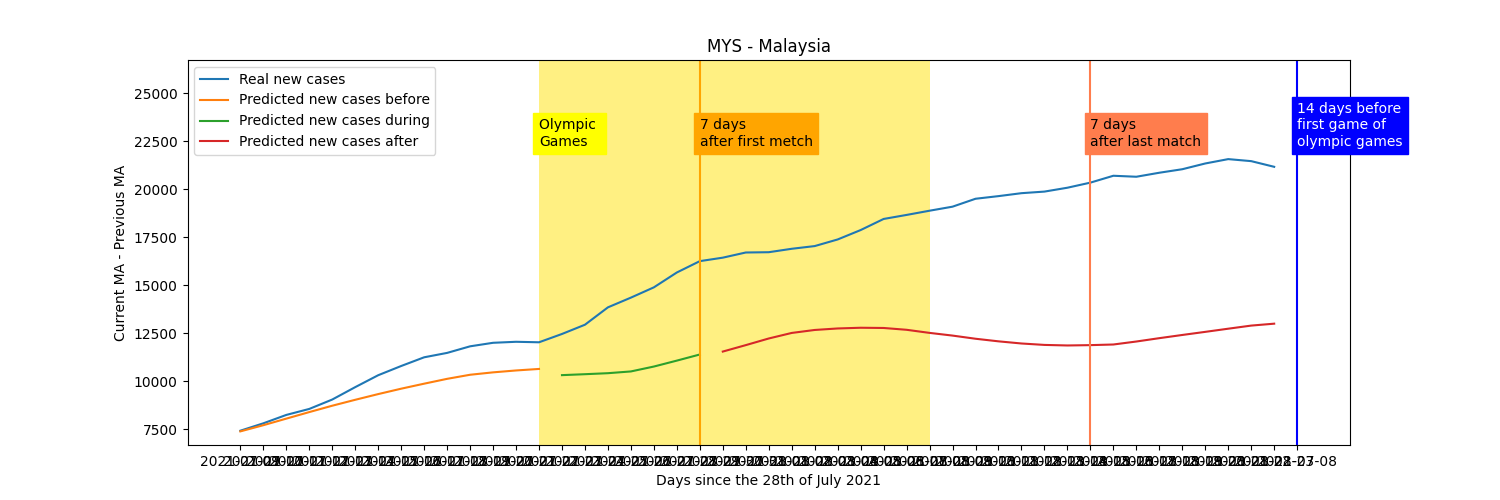 MYS - Malaysia
Real new cases
Predicted new cases before
Predicted new cases during
Predicted new cases after
Olympic
Games
7 days
after first metch
7 days
after last match
14 days before
first game of
olympic games
25000
22500
20000
17500
15000
12500
10000
7500
Current MA - Previous MA
Days since the 28th of July 2021